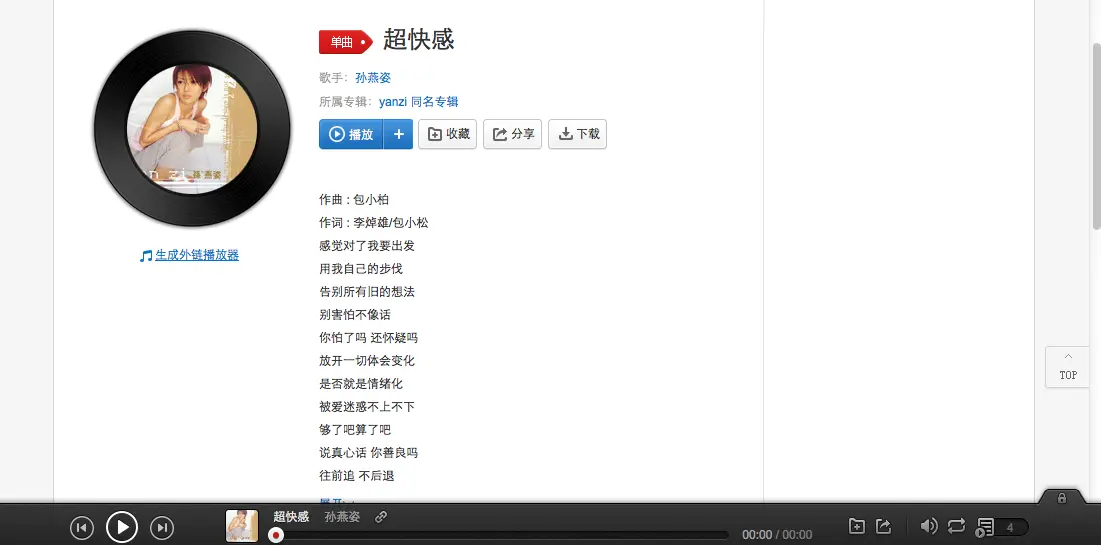 单曲
超快感
歌手：孙燕姿
所属专辑：yanzi 同名专辑
播放 + 收藏 分享 下载
孙燕姿
生成外链播放器
作曲 : 包小柏
作词 : 李焯雄/包小松
感觉对了我要出发
用我自己的步伐
告别所有旧的想法
别害怕不像话
你怕了吗 还怀疑吗
放开一切体会变化
是否就是情绪化
被爱迷惑不上不下
够了吧算了吧
说真心话 你善良吗
往前追 不后退
展开
TOP
超快感 孙燕姿
00:00 / 00:00
4